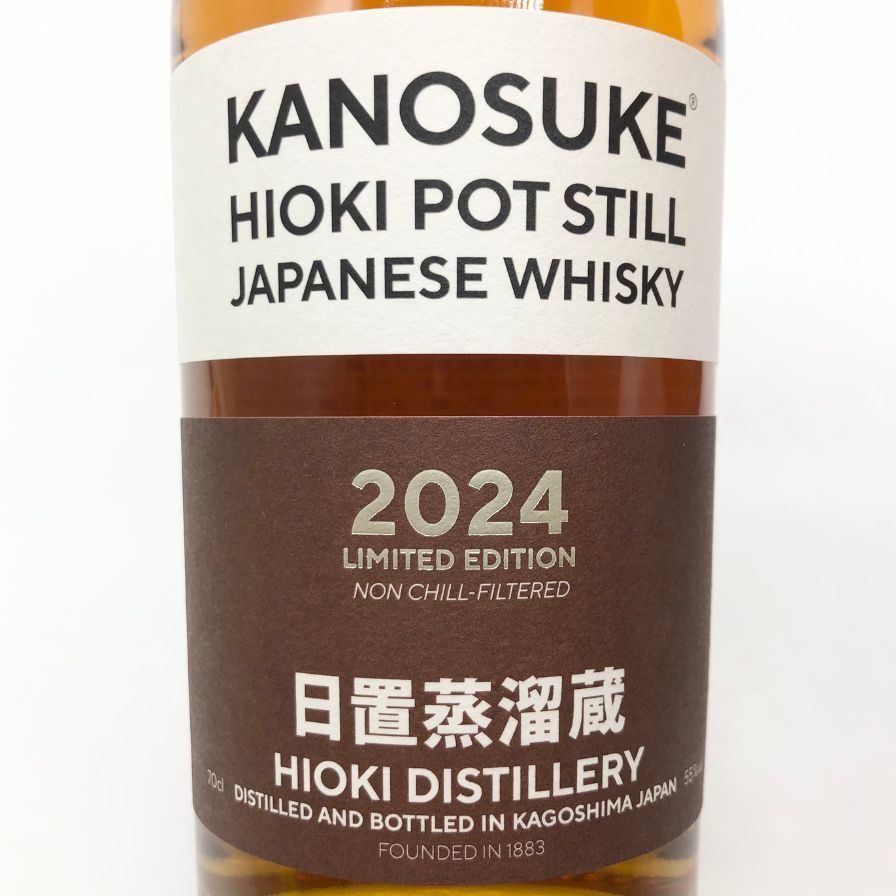 KANOSUKE®
HIOKI POT STILL
JAPANESE WHISKY
2024
LIMITED EDITION
NON CHILL-FILTERED
日置蒸溜蔵
HIOKI DISTILLERY
70cl
DISTILLED AND BOTTLED IN KAGOSHIMA JAPAN
FOUNDED IN 1883